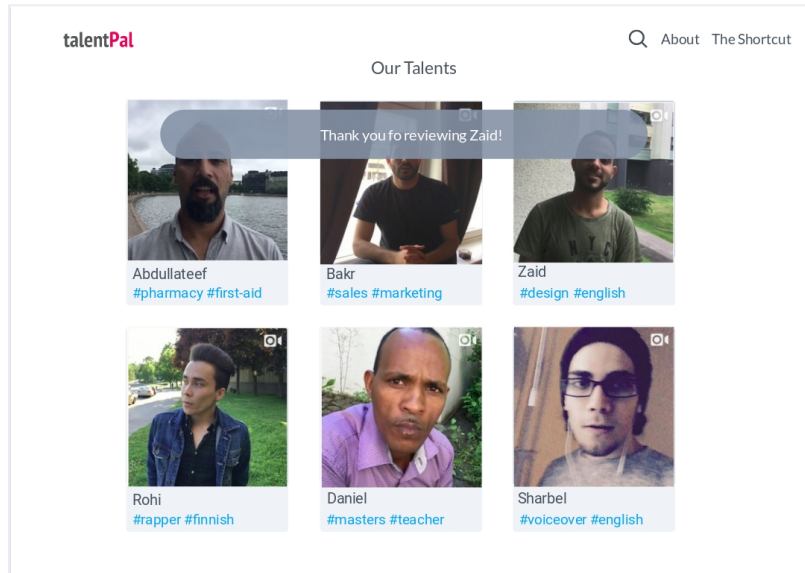 talentPal
About The Shortcut
Our Talents
Thank you fo reviewing Zaid!
Abdullateef
#pharmacy #first-aid
Bakr
#sales #marketing
Zaid
#design #english
NYC
Rohi
#rapper #finnish
Daniel
#masters #teacher
Sharbel
#voiceover #english